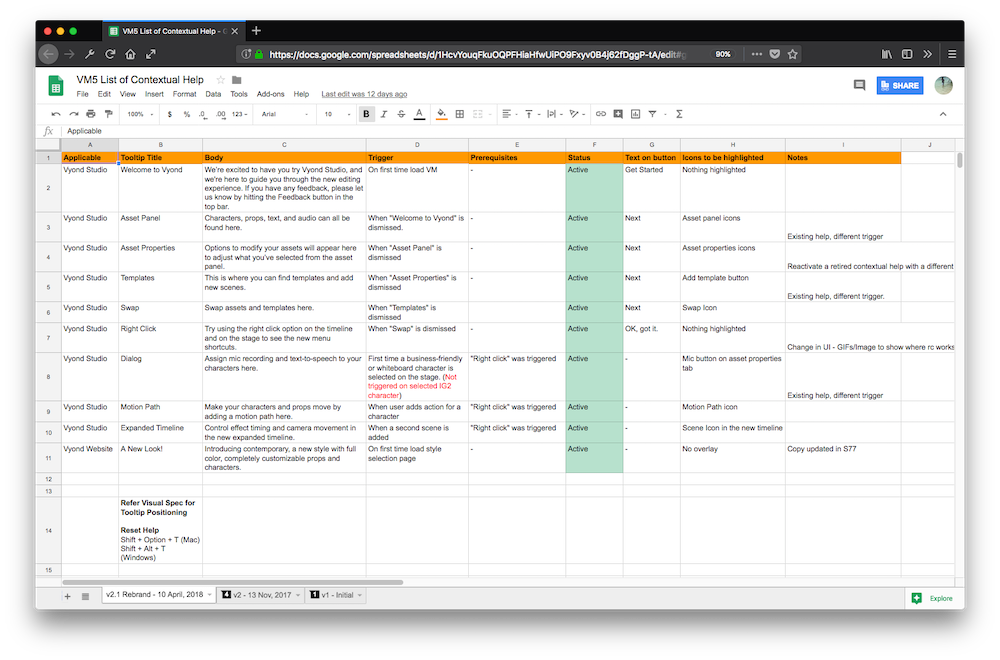 VM5 List of Contextual Help - G
https://docs.google.com/spreadsheets/d/1HcvYouqFkuOQPFHiaHfwUiPO9Fxyv0B4j62fDggP-tA/edit#g
90%
VM5 List of Contextual Help
File Edit View Insert Format Data Tools Add-ons Help Last edit was 12 days ago
SHARE
100% $ % .0 .00 123 Arial 10 B I S A
fx Applicable
A B C D E F G H I J
1 Applicable Tooltip Title Body Trigger Prerequisites Status Text on button Icons to be highlighted Notes
2 Vyond Studio Welcome to Vyond We're excited to have you try Vyond Studio, and On first time load VM - Active Get Started Nothing highlighted
we're here to guide you through the new editing
experience. If you have any feedback, please let
us know by hitting the Feedback button in the
top bar.
3 Vyond Studio Asset Panel Characters, props, text, and audio can all be When "Welcome to Vyond" is - Active Next Asset panel icons
found here. dismissed.
Existing help, different trigger
4 Vyond Studio Asset Properties Options to modify your assets will appear here When "Asset Panel" is - Active Next Asset properties icons
to adjust what you've selected from the asset dismissed
panel. Reactivate a retired contextual help with a different
5 Vyond Studio Templates This is where you can find templates and add When "Asset Properties" is - Active Next Add template button
new scenes. dismissed
Existing help, different trigger.
6 Vyond Studio Swap Swap assets and templates here. When "Templates" is - Active Next Swap Icon
dismissed
7 Vyond Studio Right Click Try using the right click option on the timeline When "Swap" is dismissed - Active OK, got it. Nothing highlighted
and on the stage to see the new menu
shortcuts. Change in UI - GIFs/Image to show where rc works
8 Vyond Studio Dialog Assign mic recording and text-to-speech to your First time a business-friendly "Right click" was triggered Active - Mic button on asset properties
characters here. or whiteboard character is tab
selected on the stage. (Not
triggered on selected IG2
character) Existing help, different trigger
9 Vyond Studio Motion Path Make your characters and props move by When user adds action for a "Right click" was triggered Active - Motion Path icon
adding a motion path here. character
10 Vyond Studio Expanded Timeline Control effect timing and camera movement in When a second scene is "Right click" was triggered Active - Scene Icon in the new timeline
the new expanded timeline. added
11 Vyond Website A New Look! Introducing contemporary, a new style with full On first time load style - Active - No overlay Copy updated in S77
color, completely customizable props and selection page
characters.
12
13
14 Refer Visual Spec for
Tooltip Positioning
Reset Help
Shift + Option + T (Mac)
Shift + Alt + T
(Windows)
15
v2.1 Rebrand - 10 April, 2018 4 v2 - 13 Nov, 2017 1 v1 - Initial
Explore